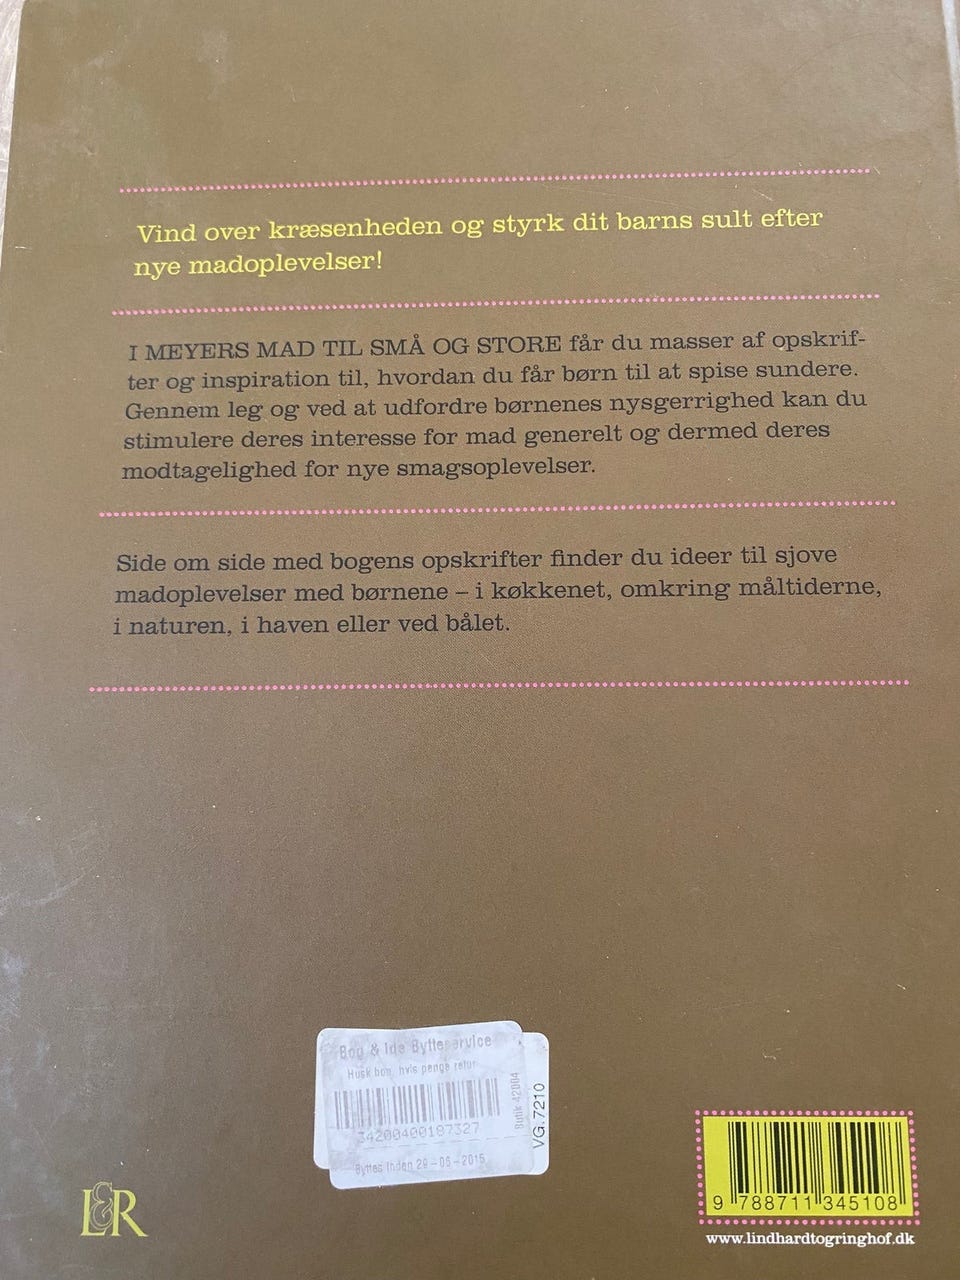 Vind over kræsenheden og styrk dit barns sult efter
nye madoplevelser!
I MEYERS MAD TIL SMÅ OG STORE får du masser af opskrif-
ter og inspiration til, hvordan du får børn til at spise sundere.
Gennem leg og ved at udfordre børnenes nysgerrighed kan du
stimulere deres interesse for mad generelt og dermed deres
modtagelighed for nye smagsoplevelser.
Side om side med bogens opskrifter finder du ideer til sjove
madoplevelser med børnene – i køkkenet, omkring måltiderne,
i naturen, i haven eller ved bålet.
Bog & Ide Bytteservice
Husk bon, hvis penge retur
34200400187327
Byttes inden 29-06-2015
Butik 42004
VG. 7210
L&R
9 788711 345108
www.lindhardtogringhof.dk